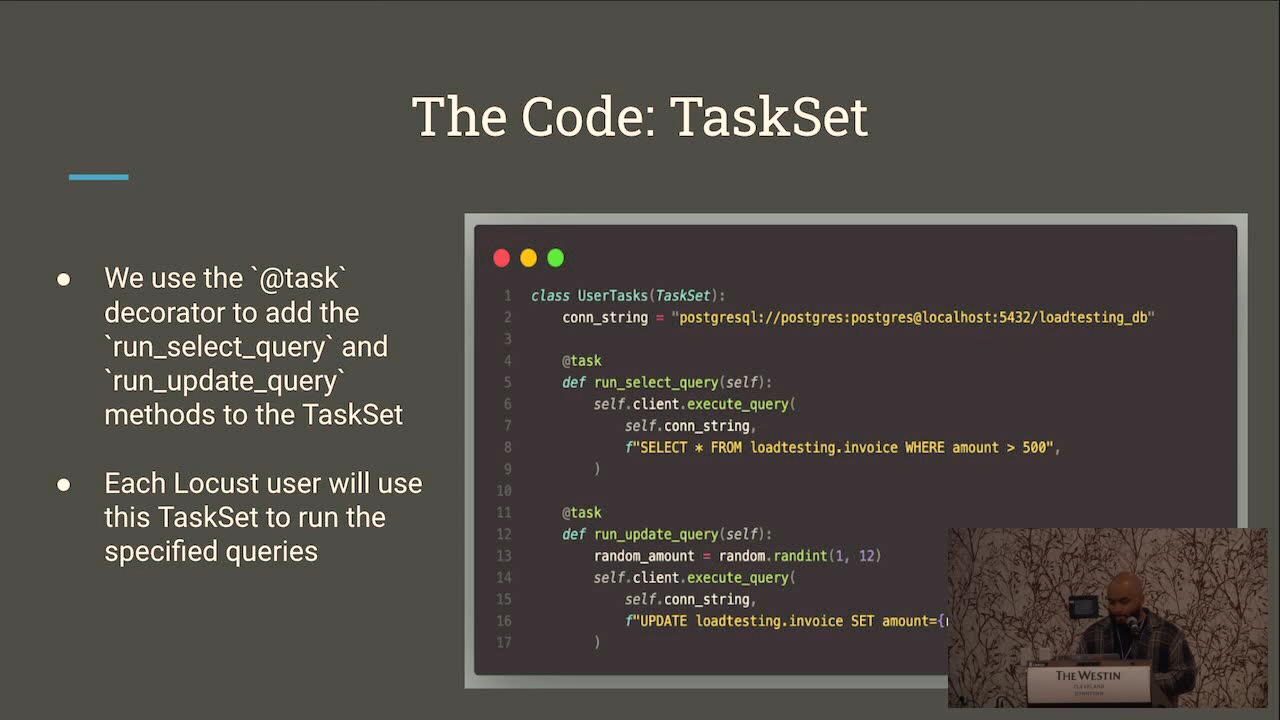 The Code: TaskSet
● We use the `@task`
decorator to add the
`run_select_query` and
`run_update_query`
methods to the TaskSet
● Each Locust user will use
this TaskSet to run the
specified queries
1 class UserTasks(TaskSet):
2     conn_string = "postgresql://postgres:postgres@localhost:5432/loadtesting_db"
3
4     @task
5     def run_select_query(self):
6         self.client.execute_query(
7             self.conn_string,
8             f"SELECT * FROM loadtesting.invoice WHERE amount > 500",
9         )
10
11     @task
12     def run_update_query(self):
13         random_amount = random.randint(1, 12)
14         self.client.execute_query(
15             self.conn_string,
16             f"UPDATE loadtesting.invoice SET amount={
17         )
THE WESTIN
CLEVELAND
DOWNTOWN